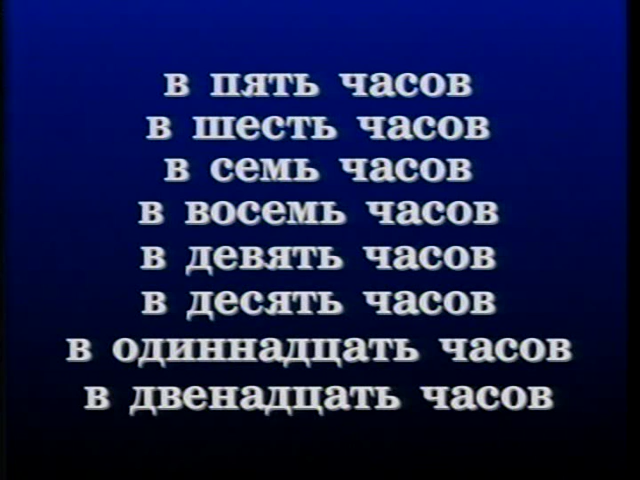 в пять часов
в шесть часов
в семь часов
в восемь часов
в девять часов
в десять часов
в одиннадцать часов
в двенадцать часов